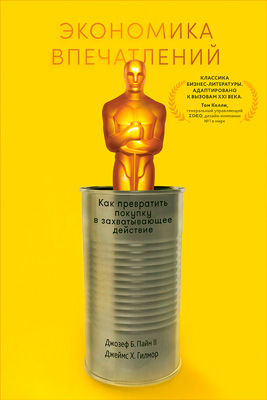 ЭКОНОМИКА
ВПЕЧАТЛЕНИЙ
КЛАССИКА
БИЗНЕС-ЛИТЕРАТУРЫ.
АДАПТИРОВАНО
К ВЫЗОВАМ XXI ВЕКА.
Том Келли,
генеральный управляющий
IDEO, дизайн-компании
№1 в мире
Как превратить
покупку
в захватывающее
действие
Джозеф Б. Пайн II
Джеймс Х. Гилмор